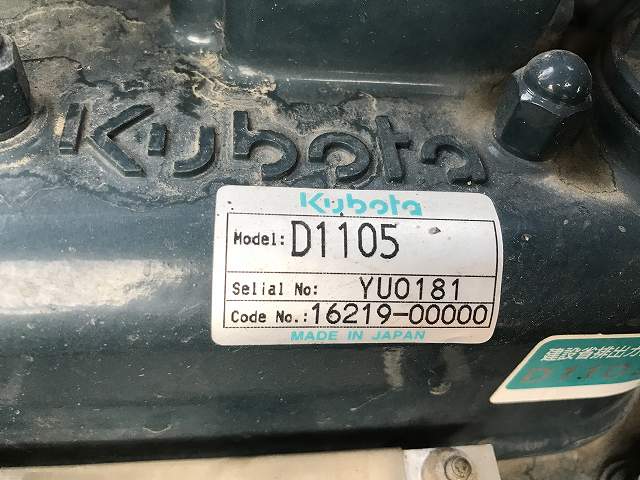 Kubota
Kubota
Model: D1105
Selial No: YU0181
Code No.: 16219-00000
MADE IN JAPAN
建設省排出ガ
D1105